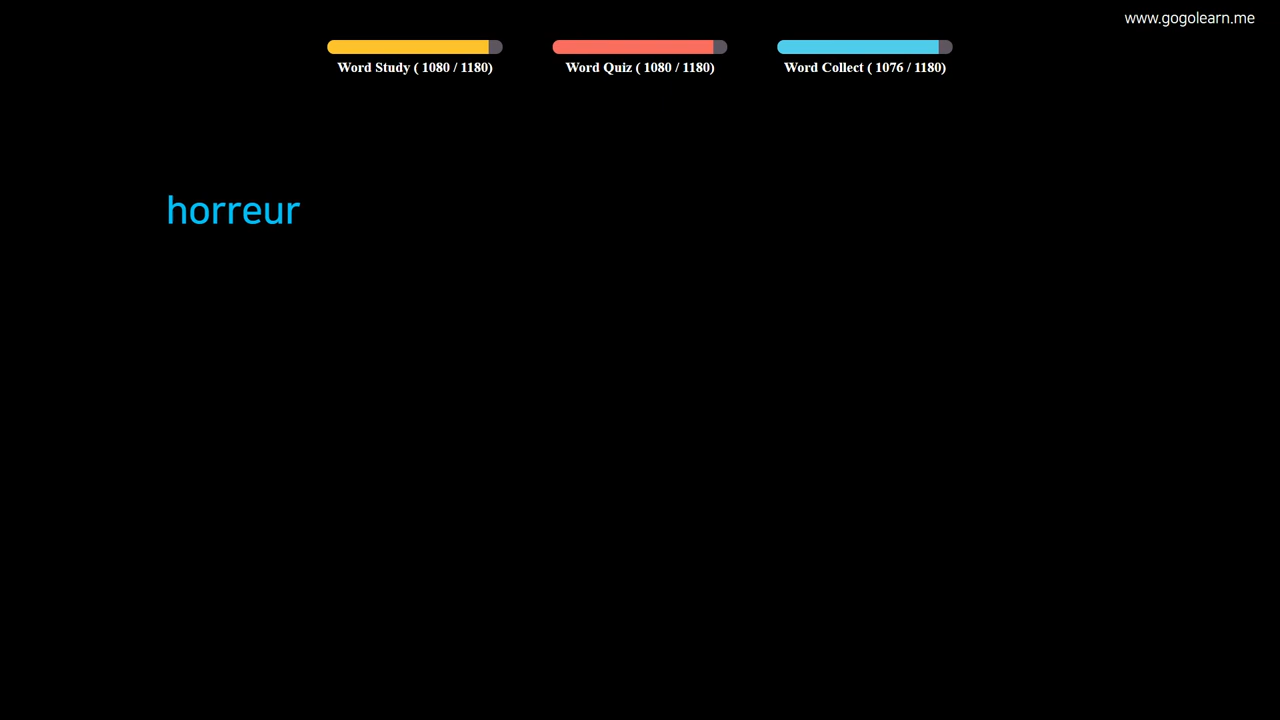 www.gogolearn.me
Word Study ( 1080 / 1180)
Word Quiz ( 1080 / 1180)
Word Collect ( 1076 / 1180)
horreur